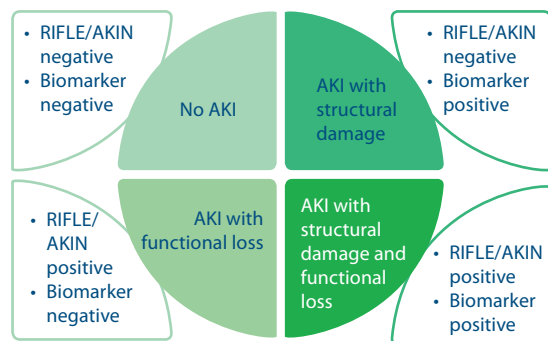 • RIFLE/AKIN
negative
• Biomarker
negative
No AKI
AKI with
structural
damage
• RIFLE/AKIN
negative
• Biomarker
positive
• RIFLE/
AKIN
positive
• Biomarker
negative
AKI with
functional loss
AKI with
structural
damage and
functional
loss
• RIFLE/AKIN
positive
• Biomarker
positive